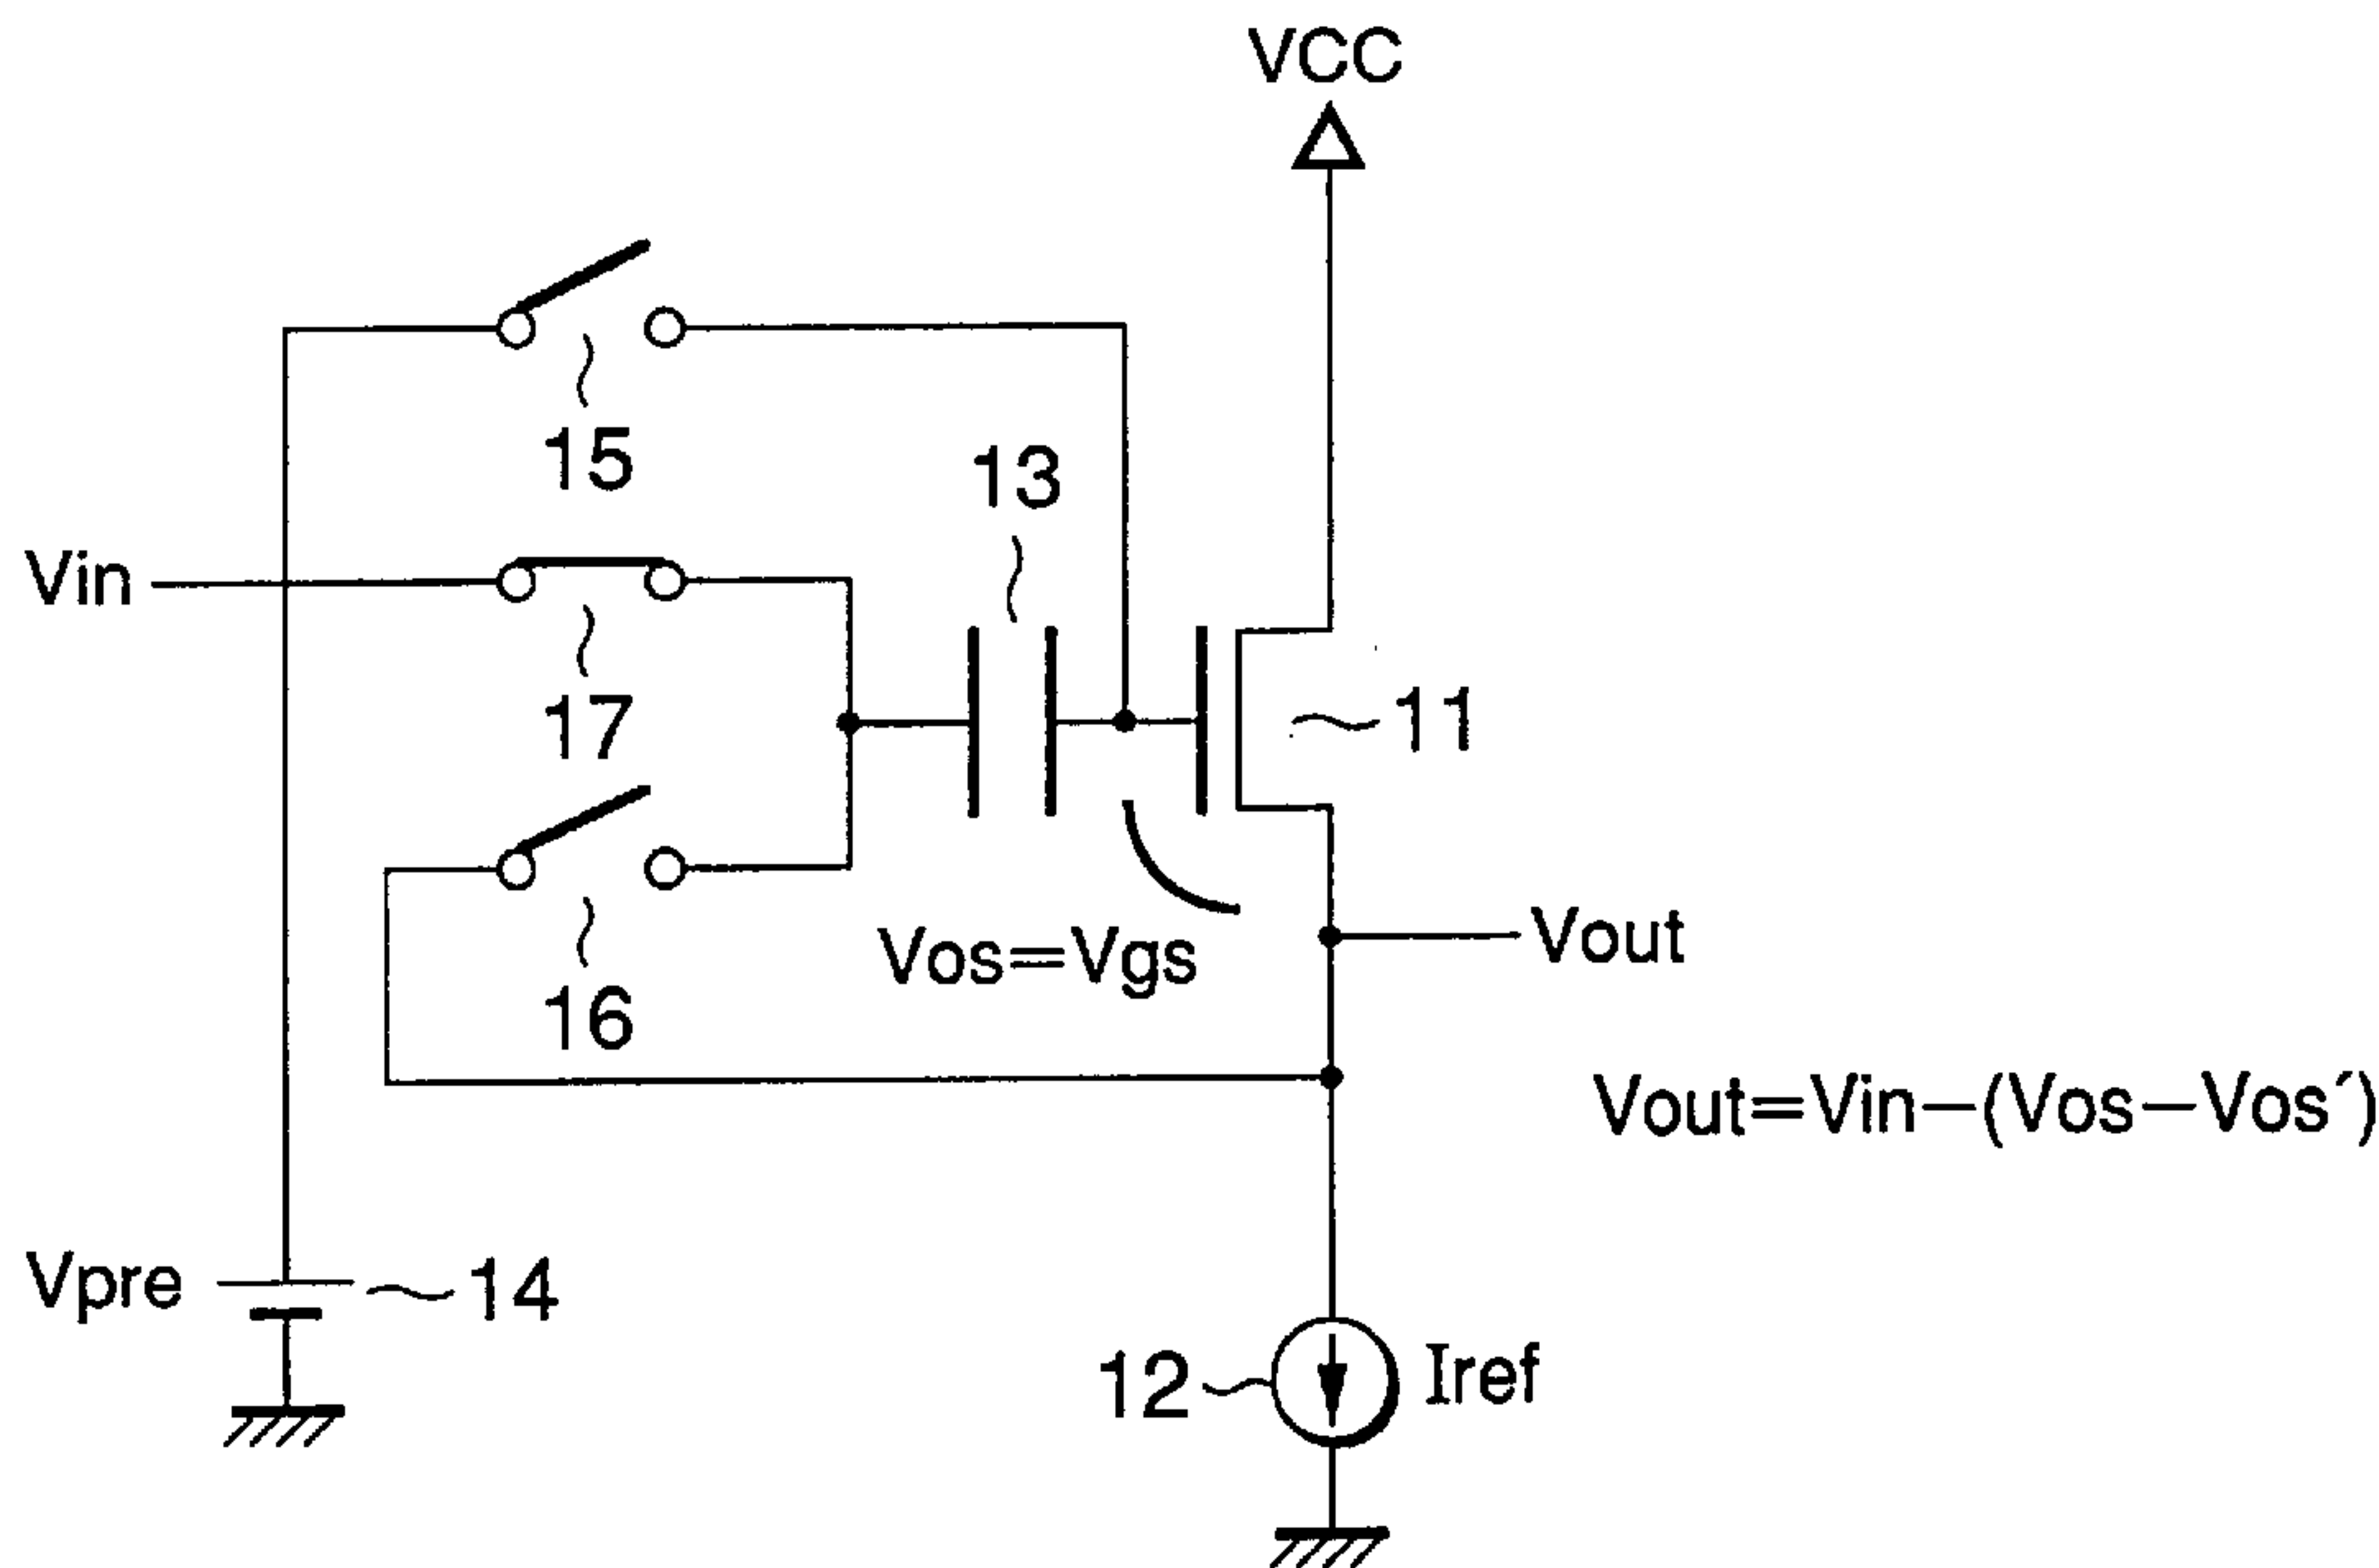 VCC
15
13
Vin
17
11
Vos=Vgs
Vout
16
Vout=Vin−(Vos−Vos´)
Vpre
14
12
Iref